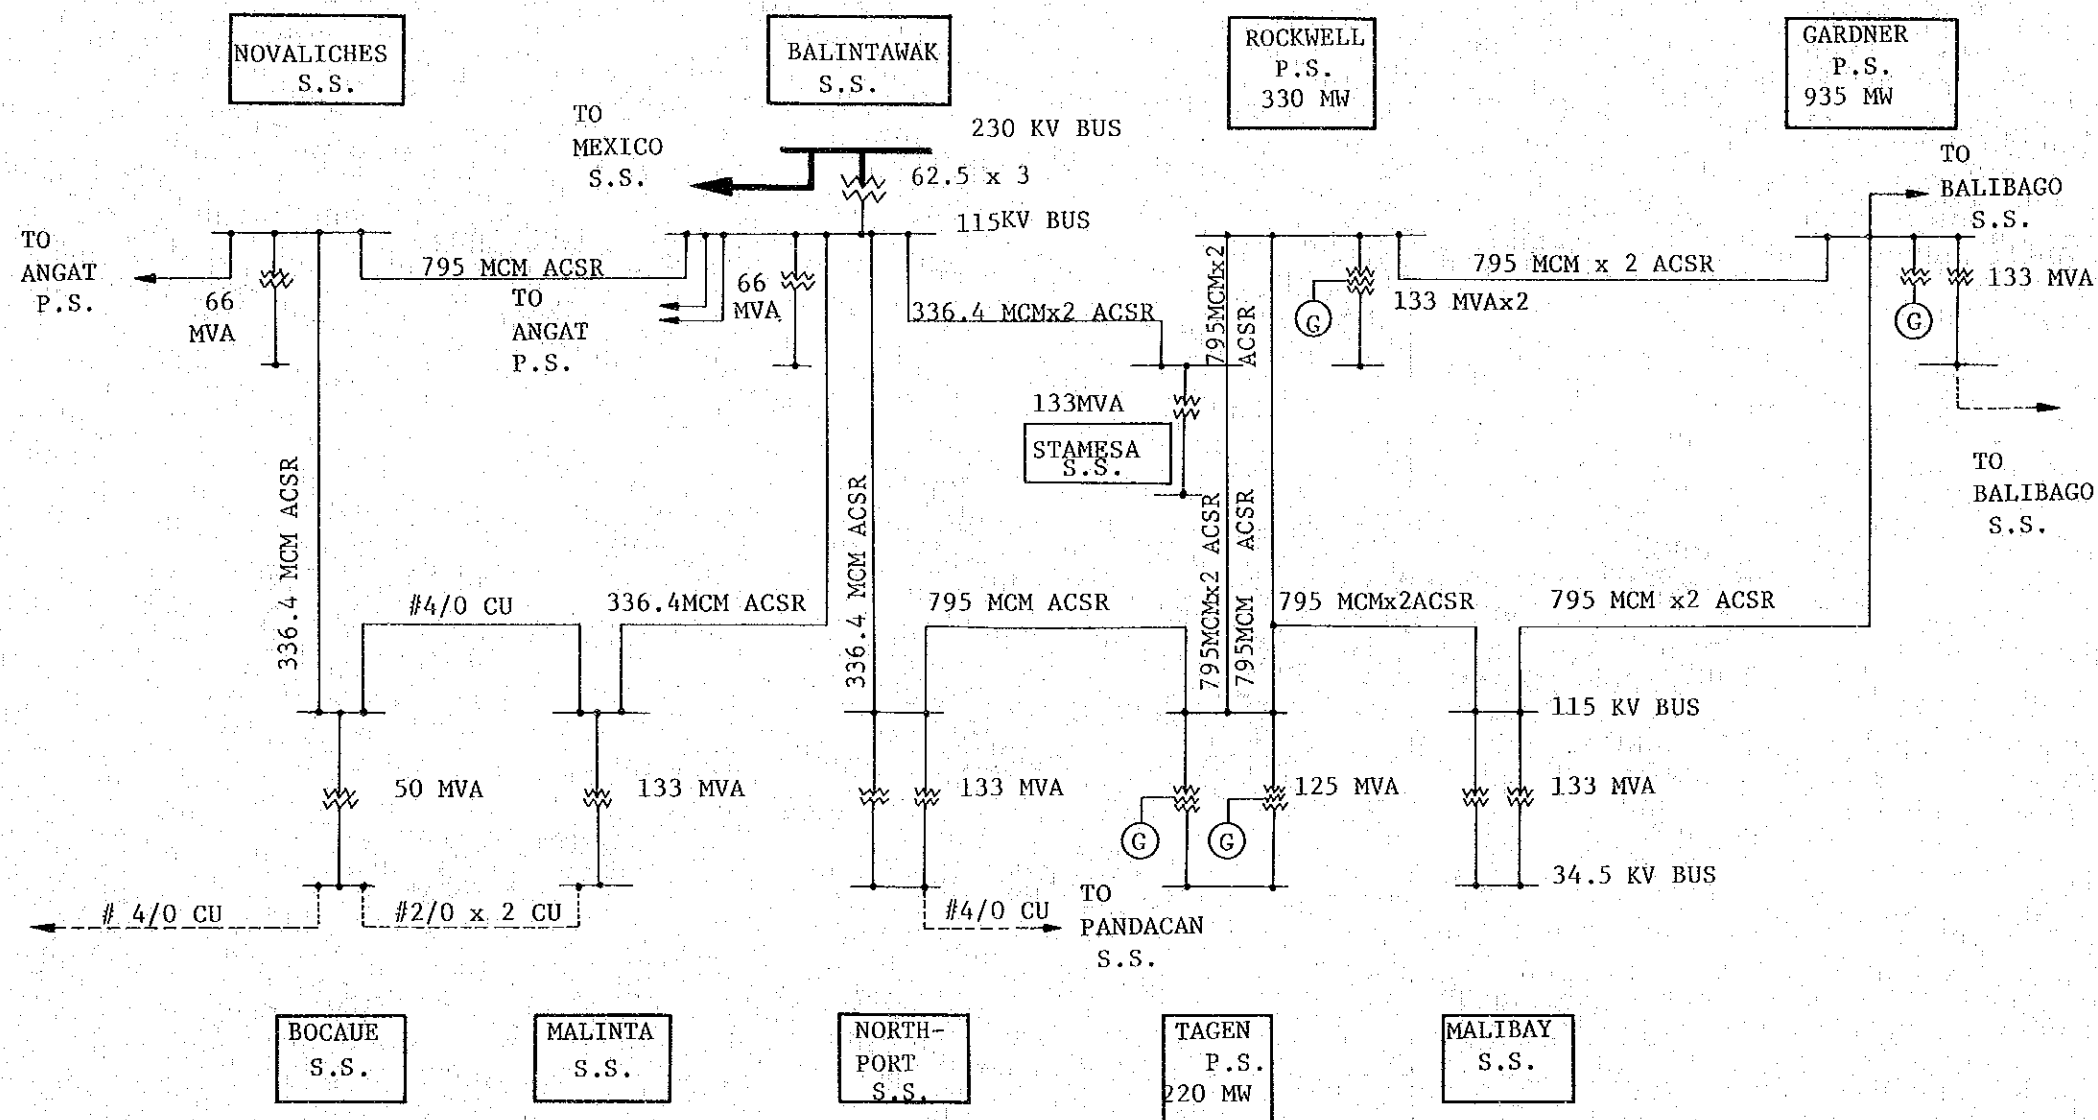 NOVALICHES
S.S.
BALINTAWAK
S.S.
ROCKWELL
P.S.
330 MW
GARDNER
P.S.
935 MW
TO
MEXICO
S.S.
230 KV BUS
62.5 x 3
115KV BUS
TO
BALIBAGO
S.S.
TO
ANGAT
P.S.
66
MVA
795 MCM ACSR
TO
ANGAT
P.S.
66
MVA
336.4 MCMx2 ACSR
795MCMx2
ACSR
G
133 MVAx2
795 MCM x 2 ACSR
G
133 MVA
133MVA
STAMESA
S.S.
TO
BALIBAGO
S.S.
336.4 MCM ACSR
#4/0 CU
336.4MCM ACSR
336.4 MCM ACSR
795 MCM ACSR
795MCMx2 ACSR
795MCM ACSR
795 MCMx2ACSR
795 MCM x2 ACSR
115 KV BUS
50 MVA
133 MVA
133 MVA
G
G
125 MVA
133 MVA
34.5 KV BUS
# 4/0 CU
#2/0 x 2 CU
#4/0 CU
TO
PANDACAN
S.S.
BOCAUE
S.S.
MALINTA
S.S.
NORTH-
PORT
S.S.
TAGEN
P.S.
220 MW
MALIBAY
S.S.